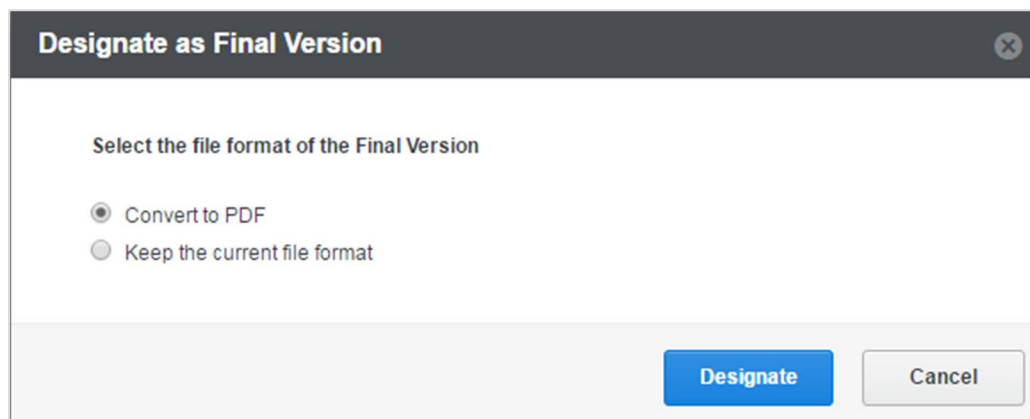 Designate as Final Version
Select the file format of the Final Version
Convert to PDF
Keep the current file format
Designate
Cancel